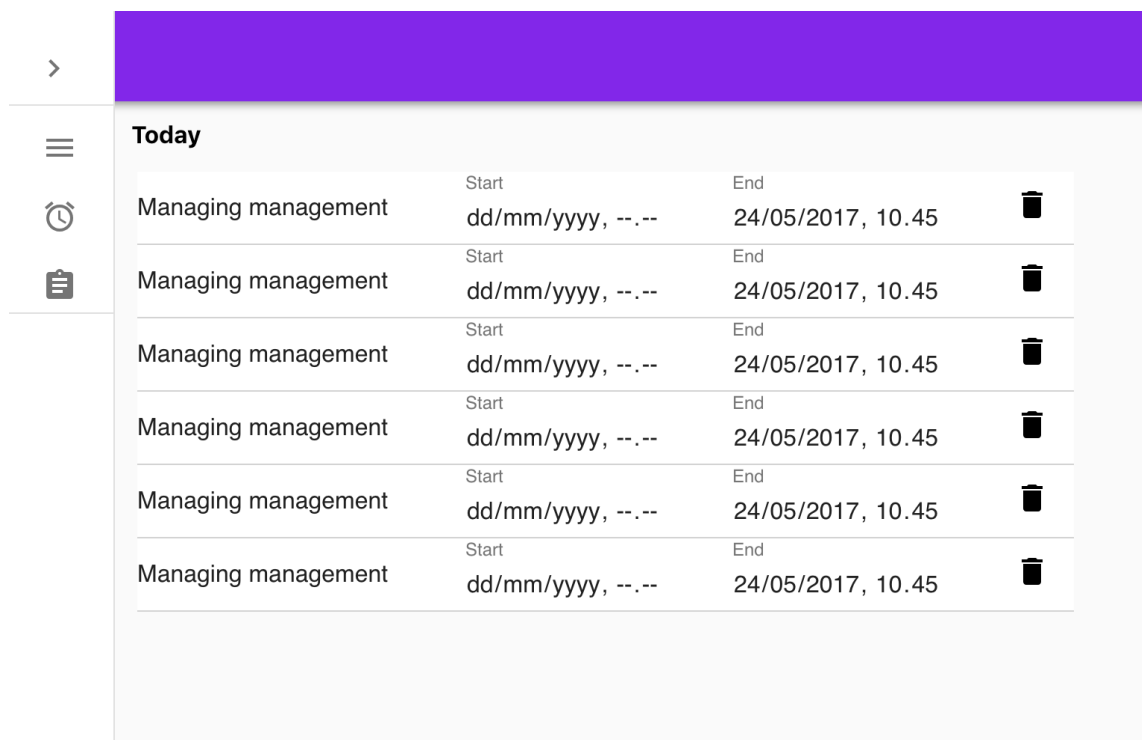 Today
Start End
Managing management dd/mm/yyyy, --.-- 24/05/2017, 10.45
Start End
Managing management dd/mm/yyyy, --.-- 24/05/2017, 10.45
Start End
Managing management dd/mm/yyyy, --.-- 24/05/2017, 10.45
Start End
Managing management dd/mm/yyyy, --.-- 24/05/2017, 10.45
Start End
Managing management dd/mm/yyyy, --.-- 24/05/2017, 10.45
Start End
Managing management dd/mm/yyyy, --.-- 24/05/2017, 10.45